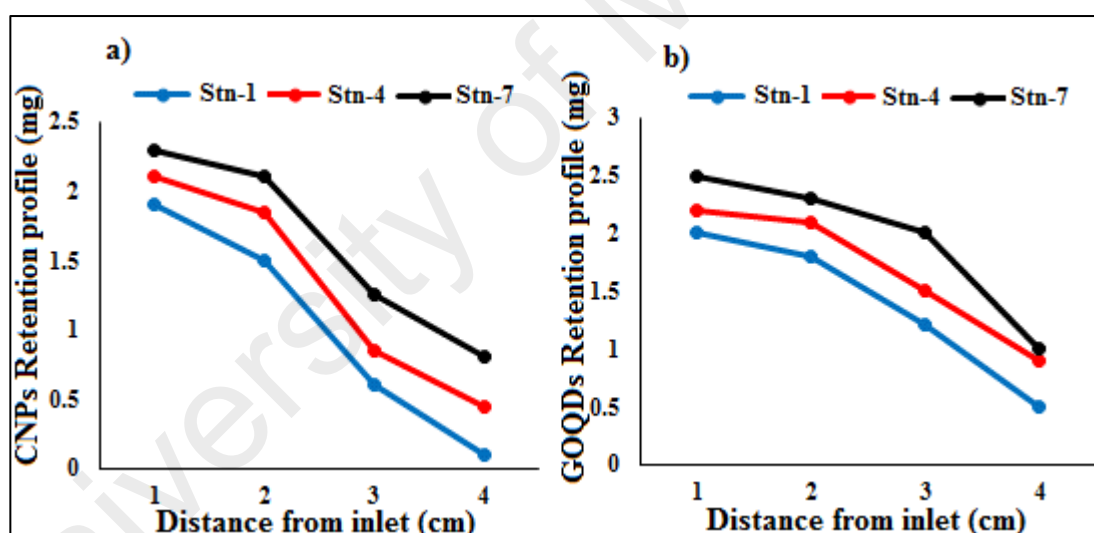 a)
Stn-1 Stn-4 Stn-7
CNPs Retention profile (mg)
2.5
2
1.5
1
0.5
0
1 2 3 4
Distance from inlet (cm)
b)
Stn-1 Stn-4 Stn-7
GOQDs Retention profile (mg)
3
2.5
2
1.5
1
0.5
0
1 2 3 4
Distance from inlet (cm)
University of M